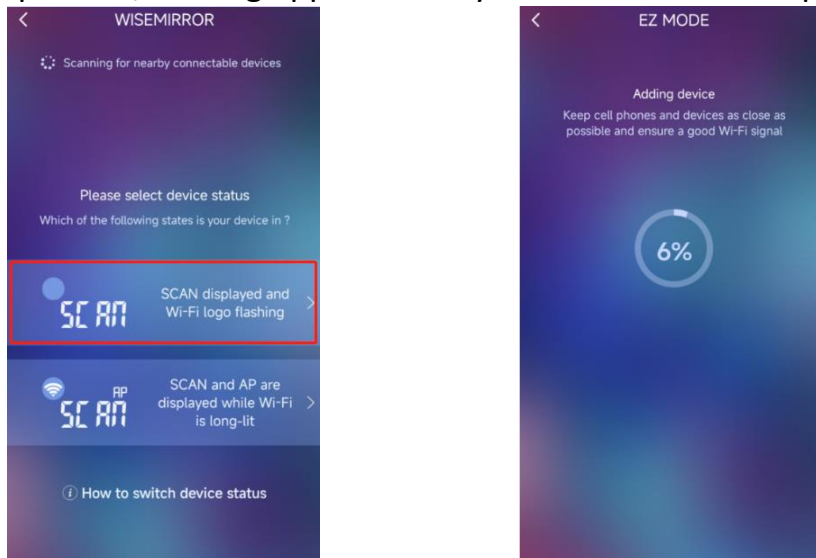 WISEMIRROR
Scanning for nearby connectable devices
Please select device status
Which of the following states is your device in ?
SCAN
SCAN displayed and
Wi-Fi logo flashing
AP
SCAN
SCAN and AP are
displayed while Wi-Fi
is long-lit
How to switch device status
EZ MODE
Adding device
Keep cell phones and devices as close as
possible and ensure a good Wi-Fi signal
6%